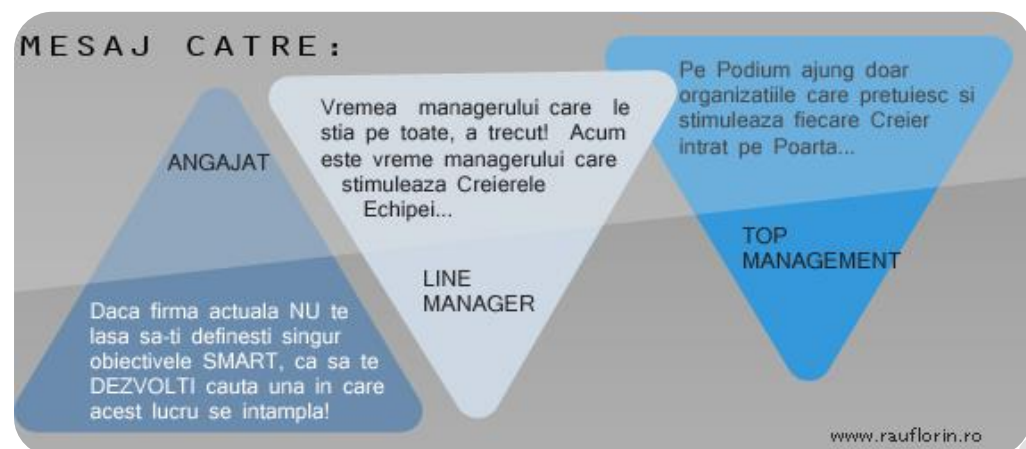 MESAJ CATRE:
ANGAJAT
Daca firma actuala NU te
lasa sa-ti definesti singur
obiectivele SMART, ca sa te
DEZVOLTI cauta una in care
acest lucru se intampla!
Vremea managerului care le
stia pe toate, a trecut! Acum
este vreme managerului care
stimuleaza Creierele
Echipei...
LINE
MANAGER
Pe Podium ajung doar
organizatiile care pretuiesc si
stimuleaza fiecare Creier
intrat pe Poarta...
TOP
MANAGEMENT
www.rauflorin.ro